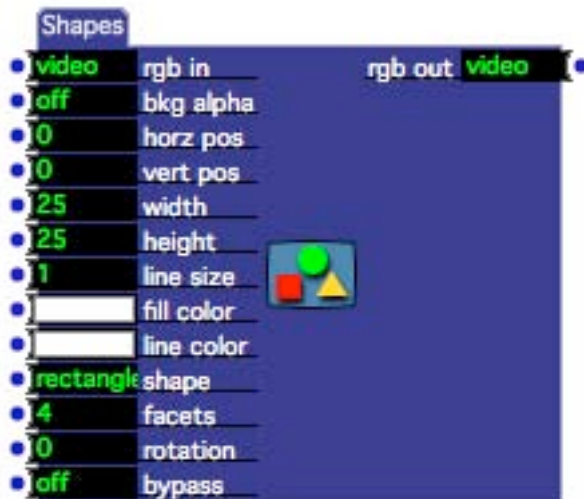 Shapes
video rgb in rgb out video
off bkg alpha
0 horz pos
0 vert pos
25 width
25 height
1 line size
fill color
line color
rectangle shape
4 facets
0 rotation
off bypass